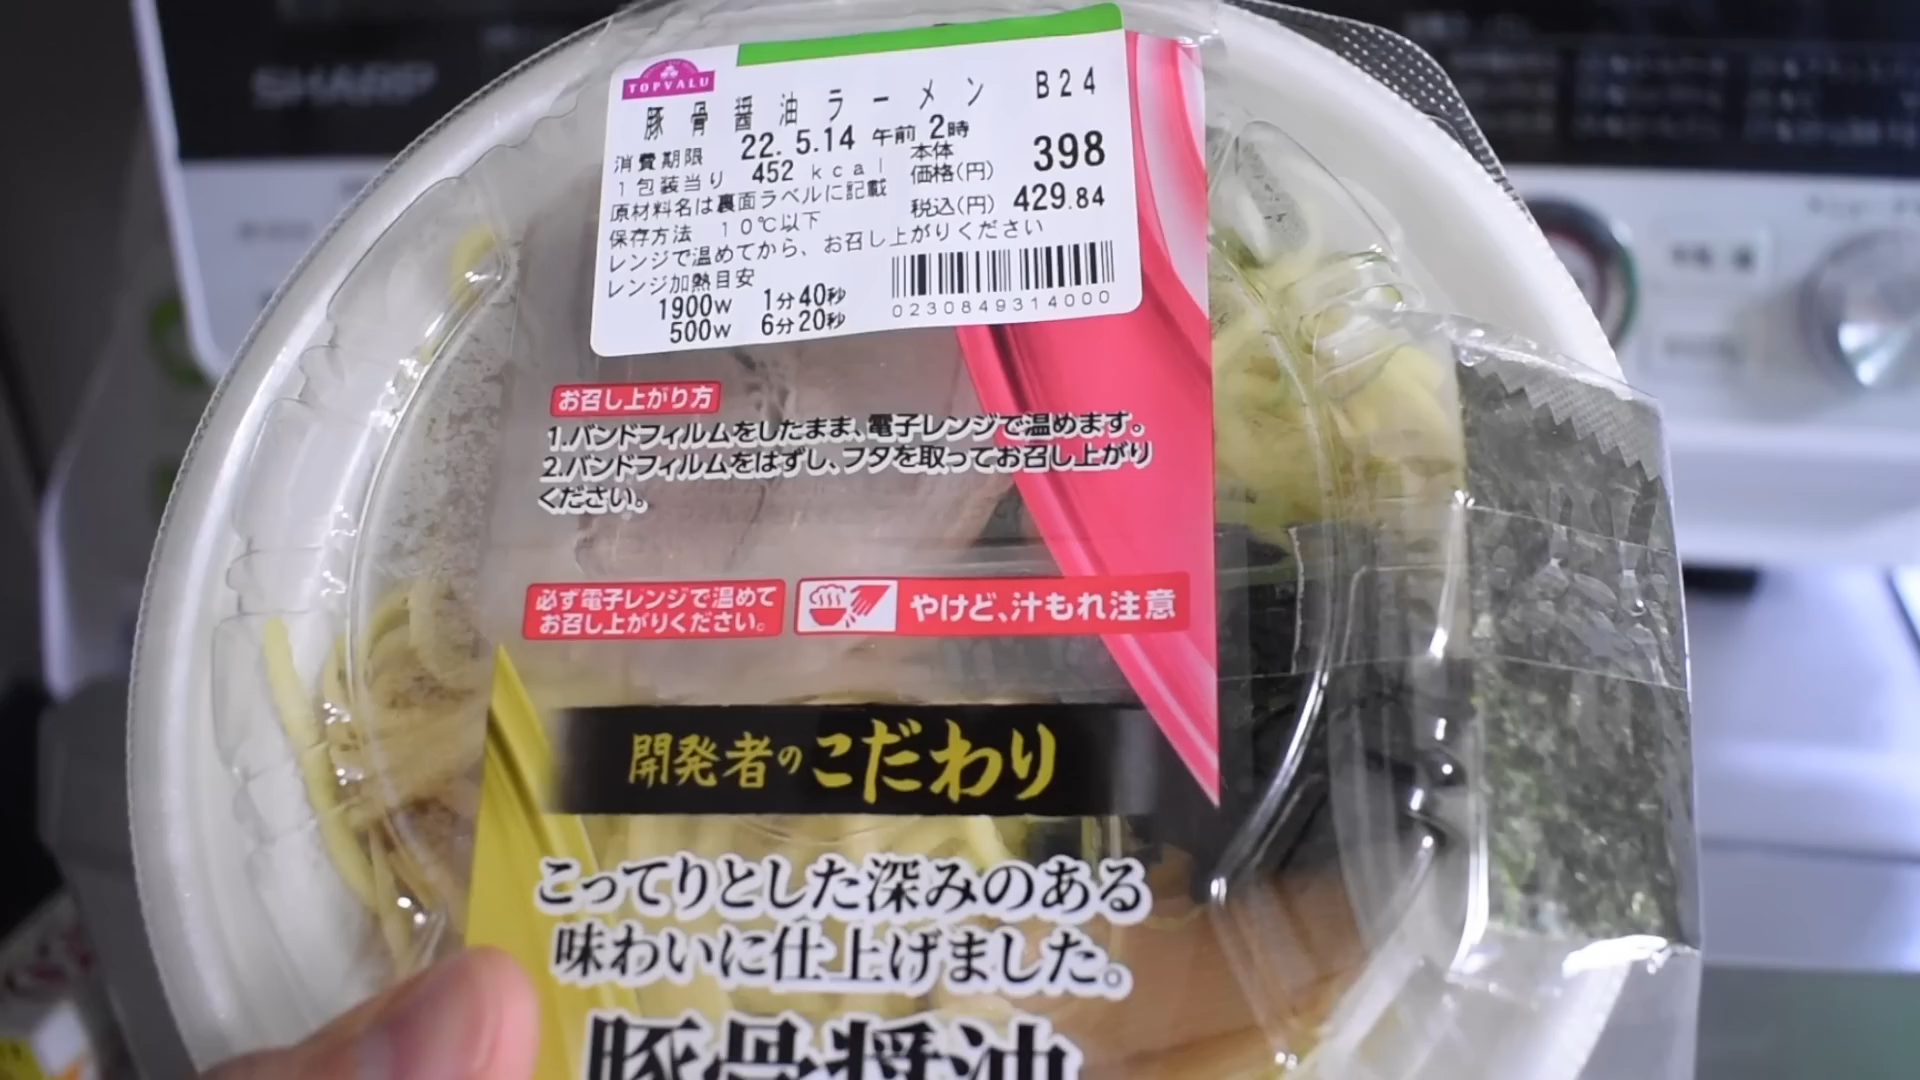 SHARP
TOPVALU
豚骨醤油ラーメン B24
消費期限 22.5.14 午前 2時
1包装当り 452 kcal
本体価格(円) 398
原材料名は裏面ラベルに記載
税込(円) 429.84
保存方法 10℃以下
レンジで温めてから、お召し上がりください
レンジ加熱目安
1900W 1分40秒
500W 6分20秒
0230849314000
お召し上がり方
1.バンドフィルムをしたまま、電子レンジで温めます。
2.バンドフィルムをはずし、フタを取ってお召し上がり
ください。
必ず電子レンジで温めて
お召し上がりください。
やけど、汁もれ注意
開発者のこだわり
こってりとした深みのある
味わいに仕上げました。
豚骨醤油